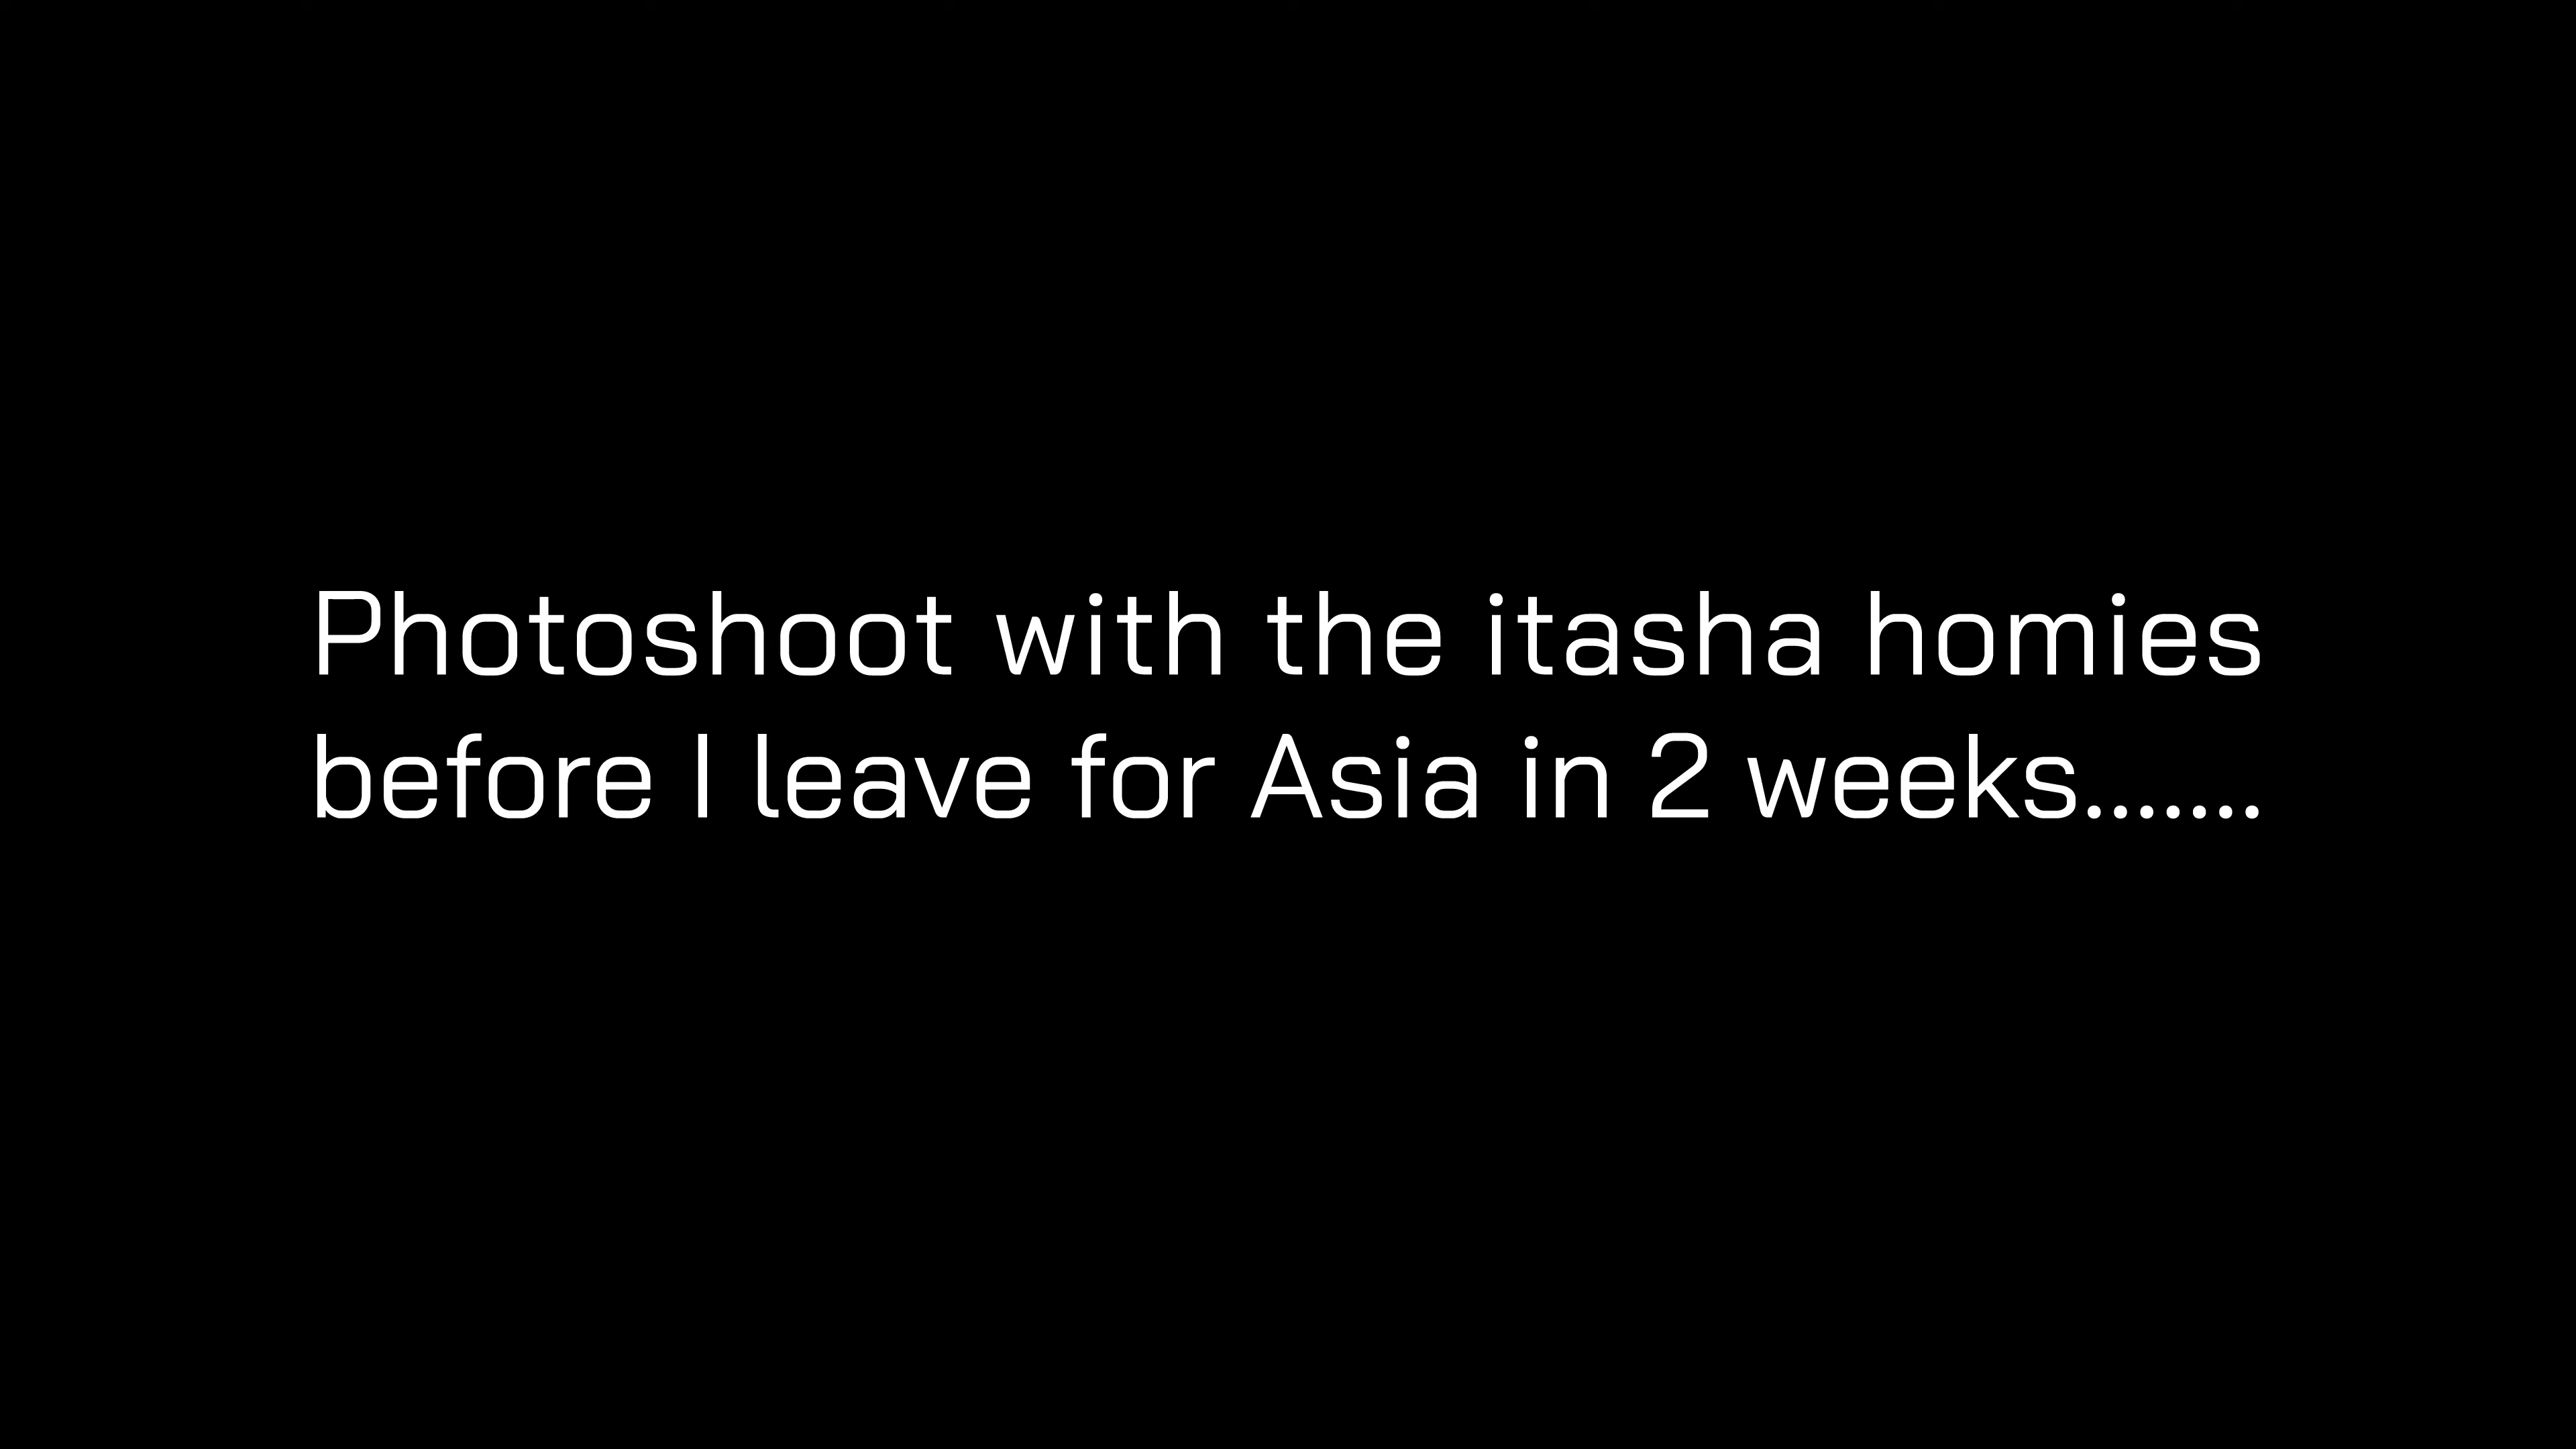 Photoshoot with the itasha homies
before I leave for Asia in 2 weeks.......